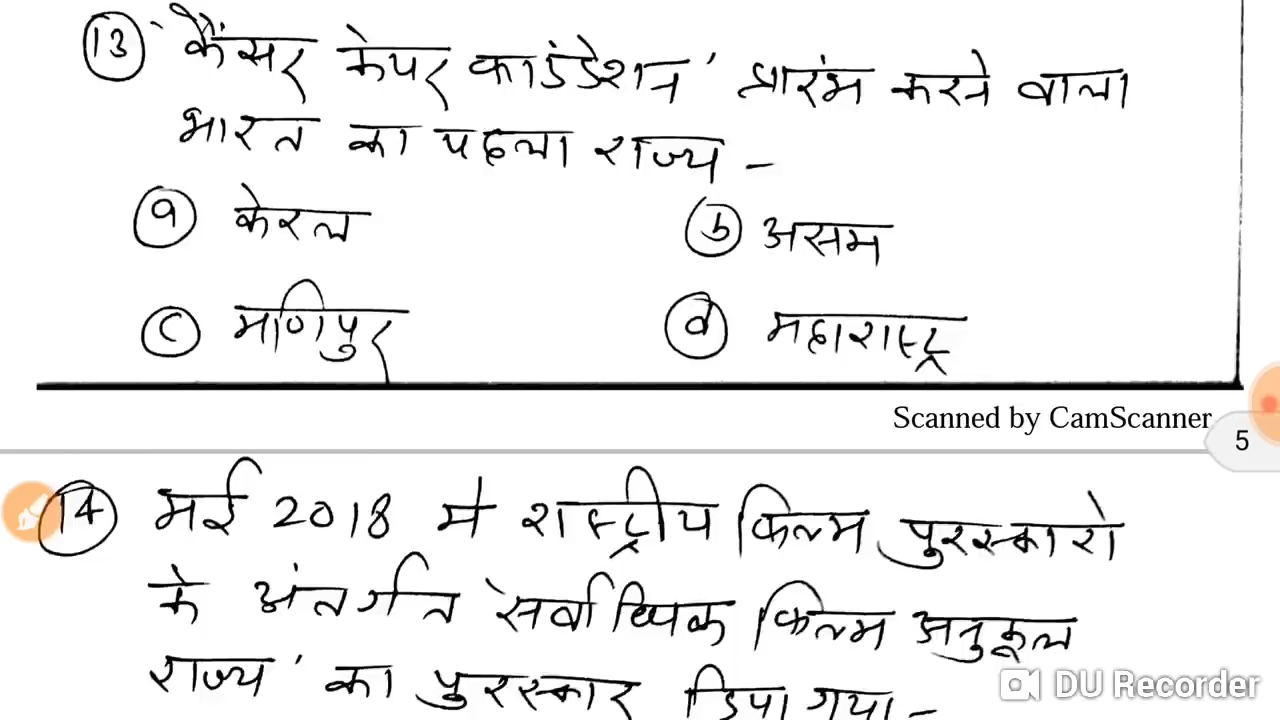 13 'कैंसर केयर फाउंडेशन' प्रारंभ करने वाला
भारत का पहला राज्य -
a केरल b असम
c मणिपुर d महाराष्ट्र
Scanned by CamScanner
5
14 मई 2018 में राष्ट्रीय फिल्म पुरस्कारो
के अंतर्गत 'सर्वाधिक फिल्म अनुकूल
राज्य' का पुरस्कार दिया गया -
DU Recorder